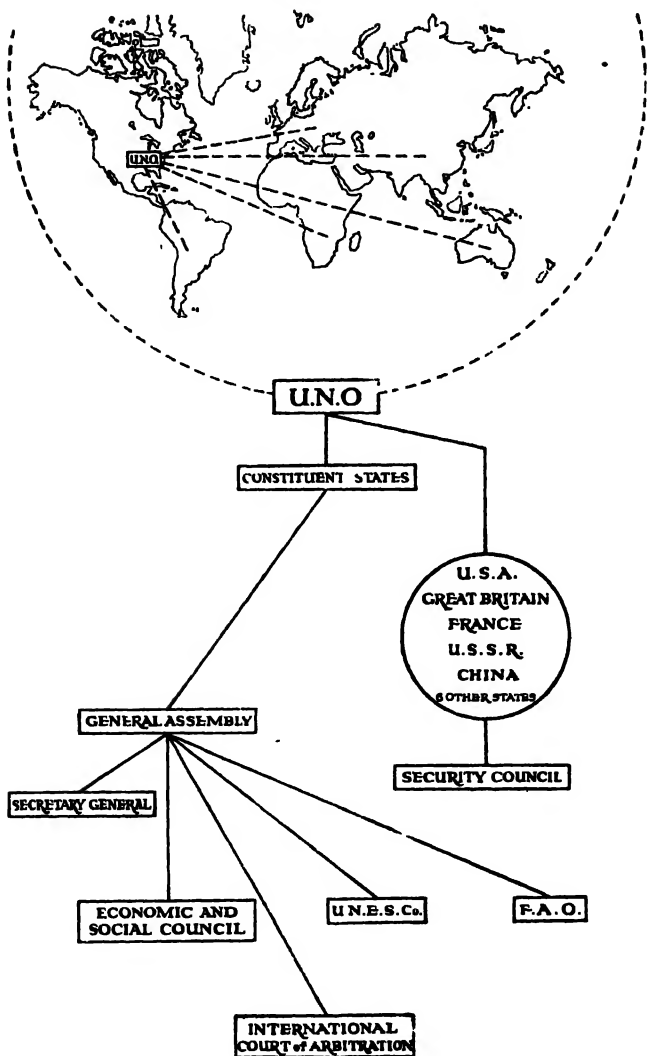 U.N.O
U.N.O
CONSTITUENT STATES
U.S.A.
GREAT BRITAIN
FRANCE
U.S.S.R.
CHINA
6 OTHER STATES
GENERAL ASSEMBLY
SECURITY COUNCIL
SECRETARY GENERAL
ECONOMIC AND
SOCIAL COUNCIL
U.N.E.S.Co.
F.A.O.
INTERNATIONAL
COURT of ARBITRATION